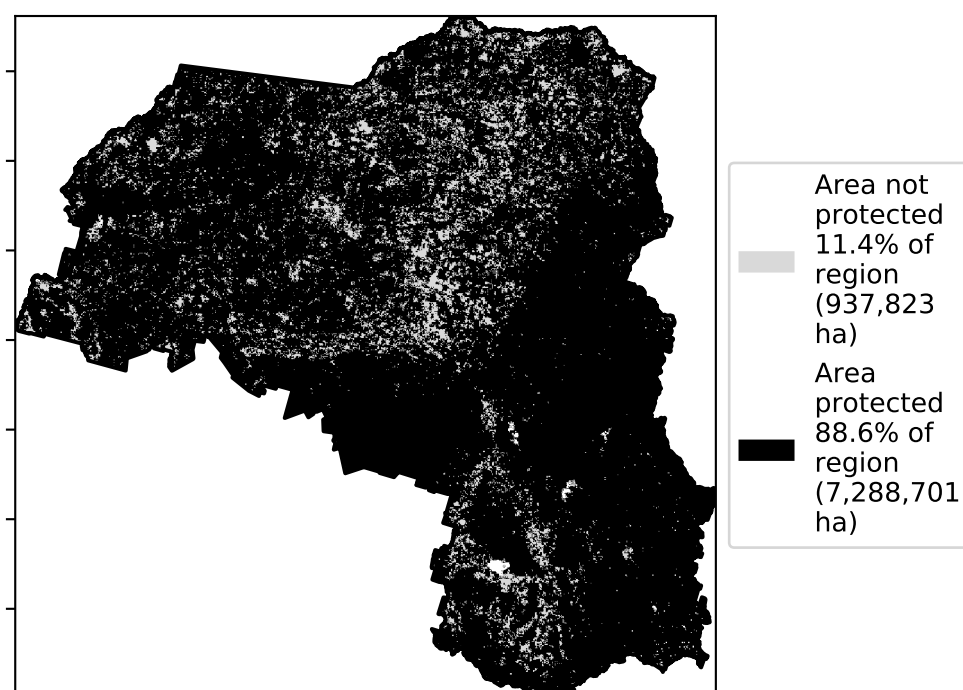 Area not
protected
11.4% of
region
(937,823
ha)
Area
protected
88.6% of
region
(7,288,701
ha)